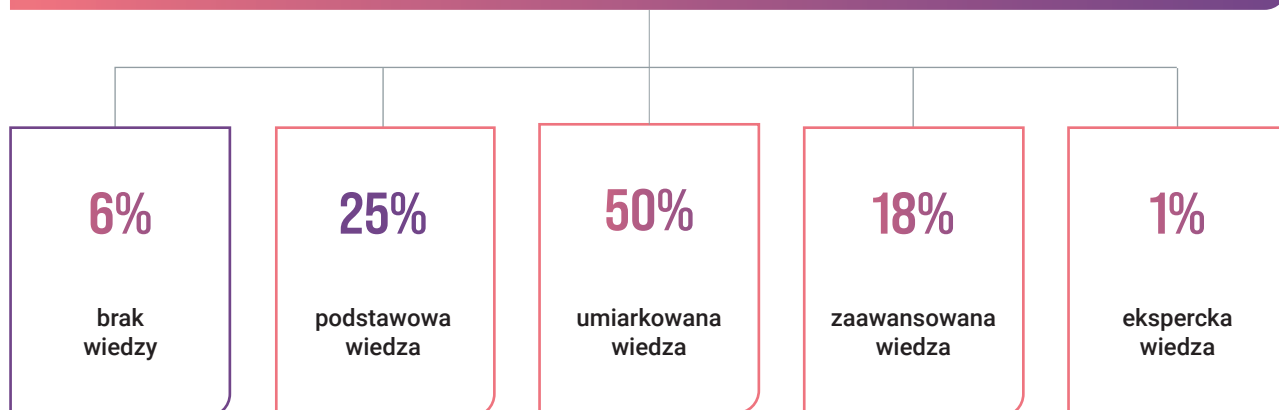 6%
brak
wiedzy
25%
podstawowa
wiedza
50%
umiarkowana
wiedza
18%
zaawansowana
wiedza
1%
ekspercka
wiedza